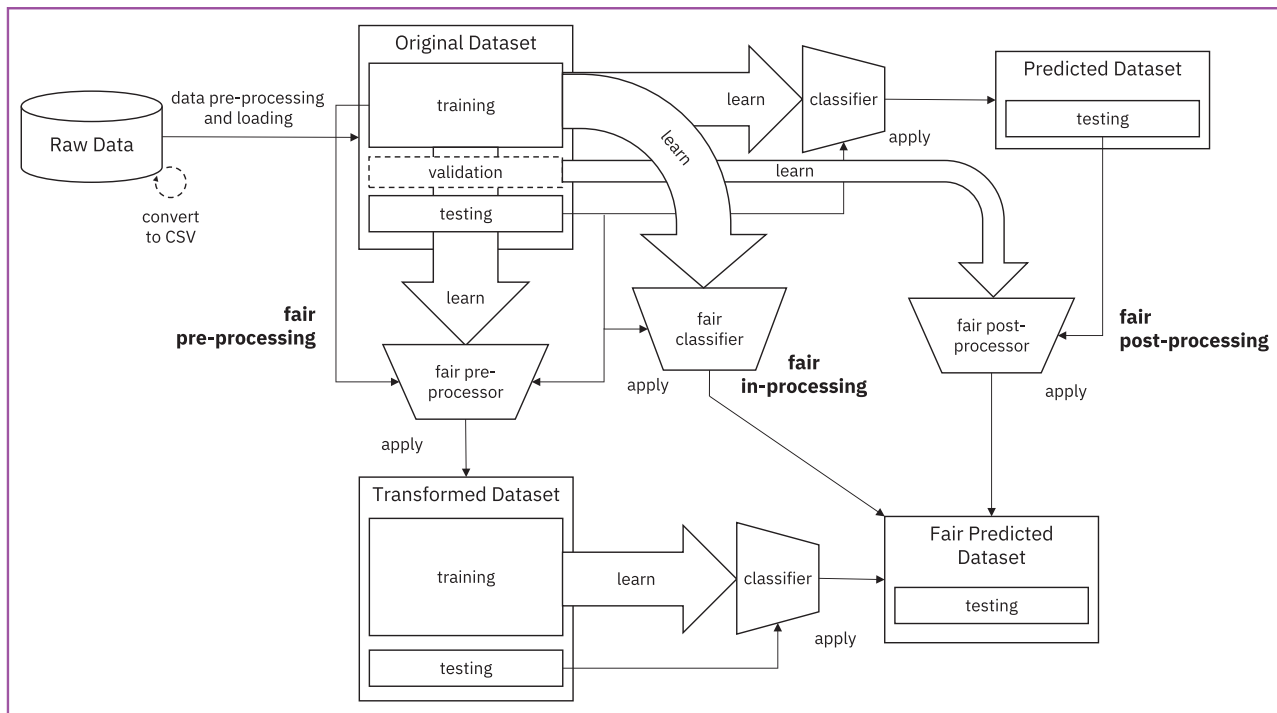 Original Dataset
training
validation
testing
data pre-processing
and loading
Raw Data
convert
to CSV
learn
classifier
apply
Predicted Dataset
testing
learn
learn
learn
fair
pre-processing
fair pre-
processor
apply
fair
classifier
apply
fair
in-processing
fair post-
processor
apply
fair
post-processing
Transformed Dataset
training
testing
learn
classifier
apply
Fair Predicted
Dataset
testing